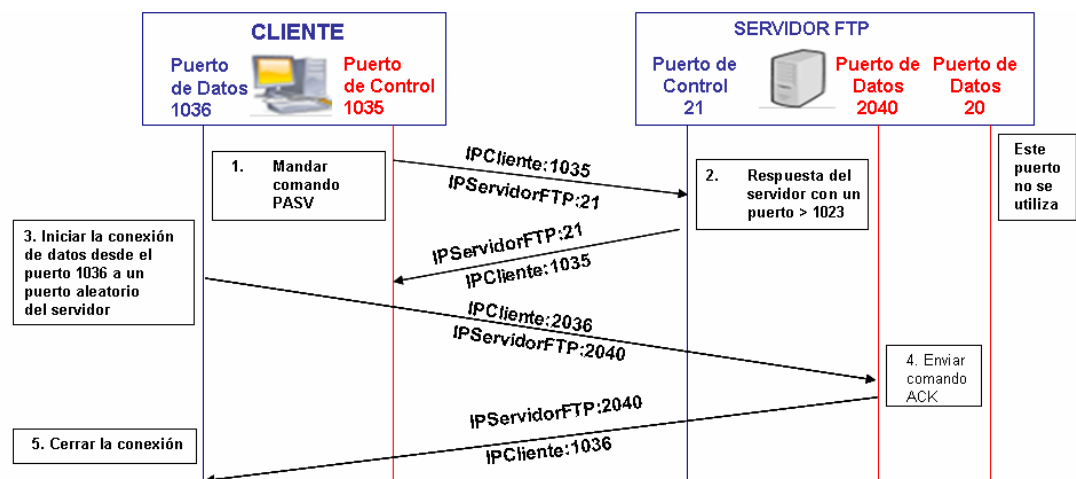 CLIENTE
SERVIDOR FTP
Puerto
de Datos
1036
Puerto
de Control
1035
Puerto de
Control
21
Puerto de
Datos
2040
Puerto de
Datos
20
1. Mandar
comando
PASV
IPCliente:1035
IPServidorFTP:21
2. Respuesta del
servidor con un
puerto > 1023
Este
puerto
no se
utiliza
IPServidorFTP:21
IPCliente:1035
3. Iniciar la conexión
de datos desde el
puerto 1036 a un
puerto aleatorio
del servidor
IPCliente:2036
IPServidorFTP:2040
4. Enviar
comando
ACK
IPServidorFTP:2040
IPCliente:1036
5. Cerrar la conexión